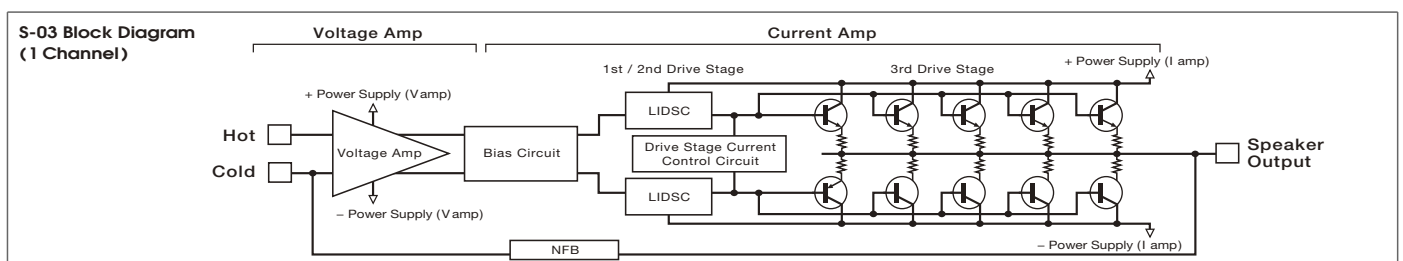 S-03 Block Diagram
(1 Channel)
Voltage Amp
Current Amp
1st / 2nd Drive Stage
3rd Drive Stage
+ Power Supply (I amp)
+ Power Supply (Vamp)
LIDSC
Hot
Voltage Amp
Bias Circuit
Drive Stage Current
Control Circuit
Speaker
Output
Cold
LIDSC
– Power Supply (Vamp)
– Power Supply (I amp)
NFB